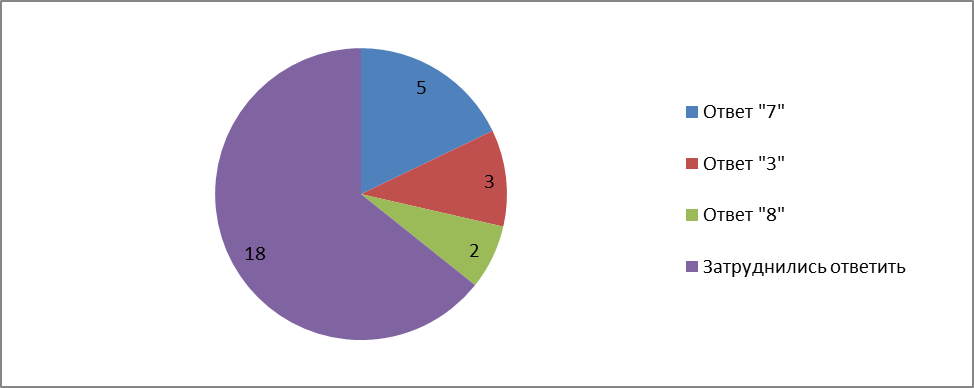 5
3
2
18
Ответ "7"
Ответ "3"
Ответ "8"
Затруднились ответить